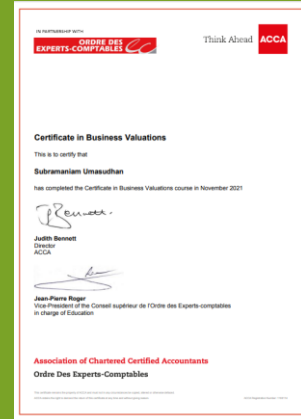 IN PARTNERSHIP WITH
ORDRE DES
EXPERTS-COMPTABLES
Think Ahead ACCA
Certificate in Business Valuations
This is to certify that
Subramaniam Umasudhan
has completed the Certificate in Business Valuations course in November 2021
Judith Bennett
Director
ACCA
Jean-Pierre Roger
Vice-President of the Conseil supérieur de l'Ordre des Experts-comptables
in charge of Education
Association of Chartered Certified Accountants
Ordre Des Experts-Comptables